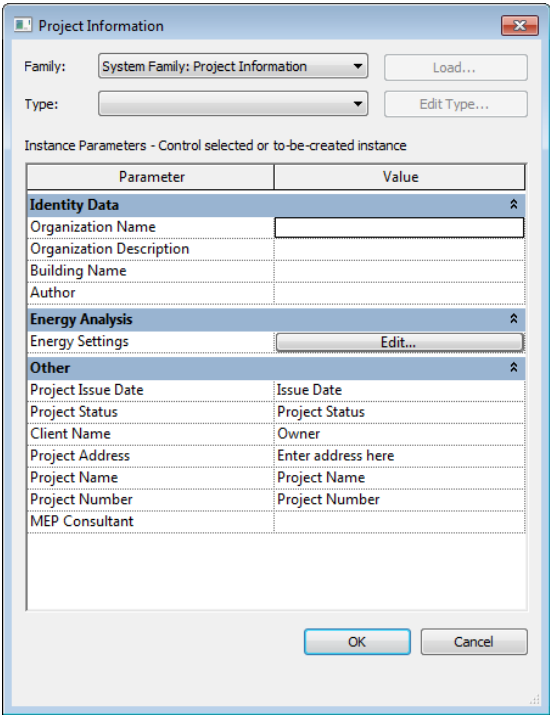 Project Information
Family: System Family: Project Information Load...
Type: Edit Type...
Instance Parameters - Control selected or to-be-created instance
Parameter Value
Identity Data
Organization Name
Organization Description
Building Name
Author
Energy Analysis
Energy Settings Edit...
Other
Project Issue Date Issue Date
Project Status Project Status
Client Name Owner
Project Address Enter address here
Project Name Project Name
Project Number Project Number
MEP Consultant
OK Cancel